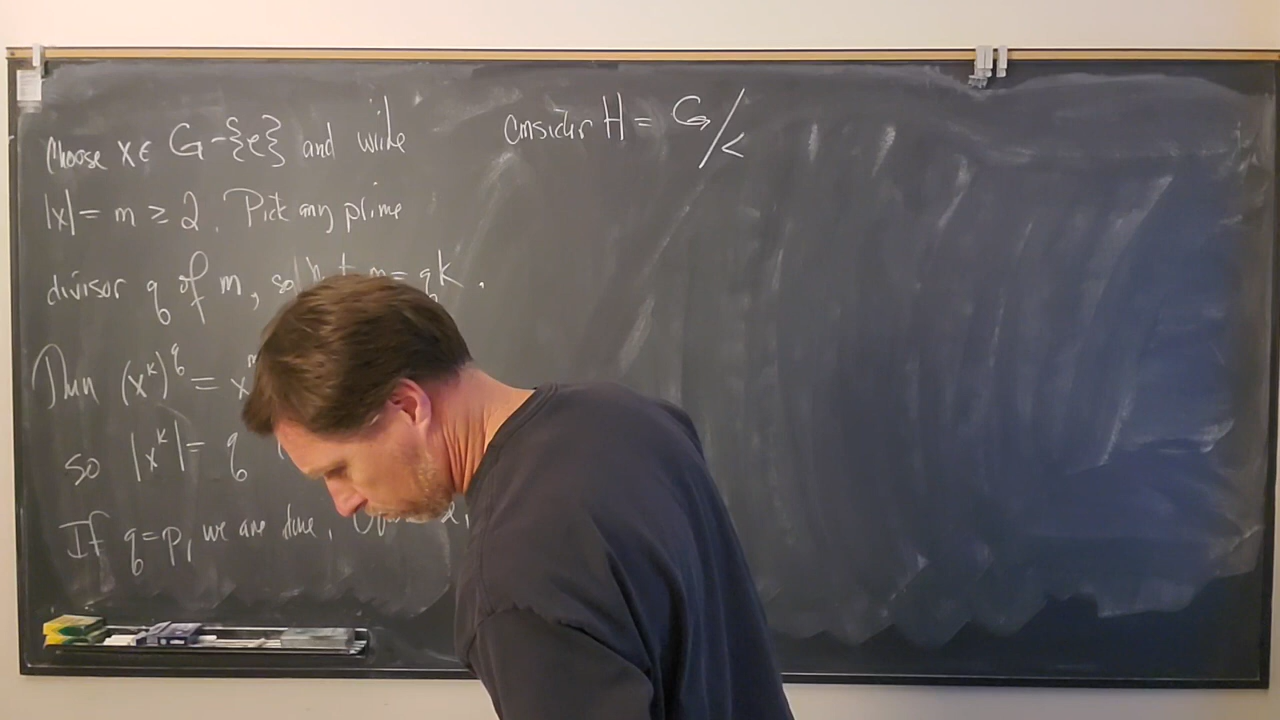 Choose x ∈ G - {e} and write
|x| = m ≥ 2. Pick any prime
divisor q of m, so m = qk.
Then (x^k)^q = x^m
so |x^k| = q
If q = p, we are done.
Consider H = G/<